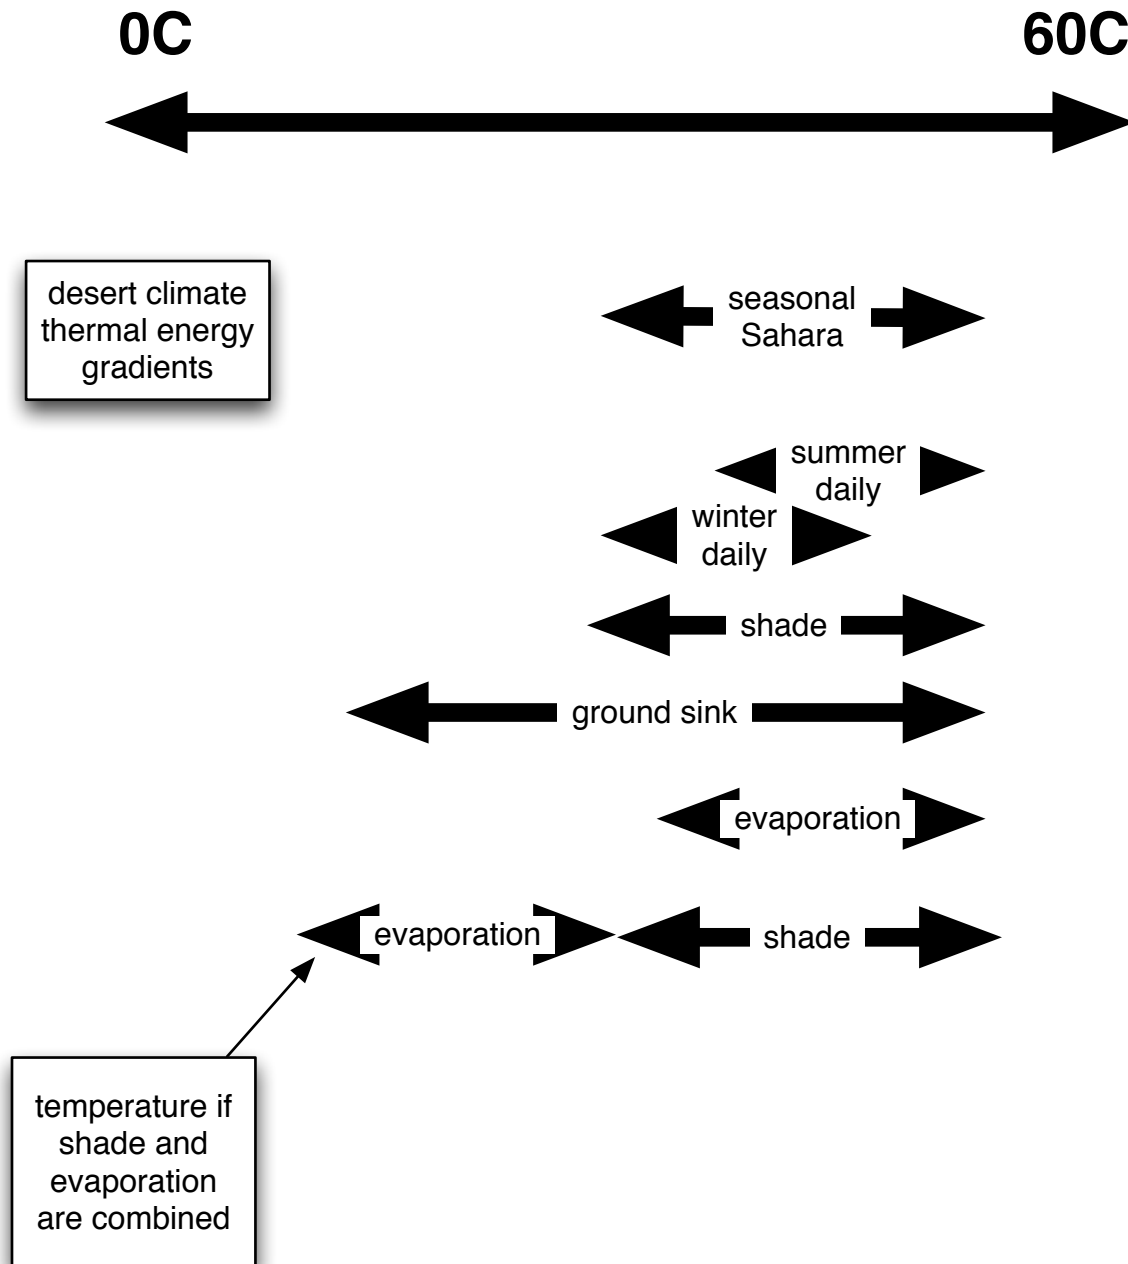 0C
60C
desert climate
thermal energy
gradients
seasonal
Sahara
summer
daily
winter
daily
shade
ground sink
evaporation
evaporation
shade
temperature if
shade and
evaporation
are combined